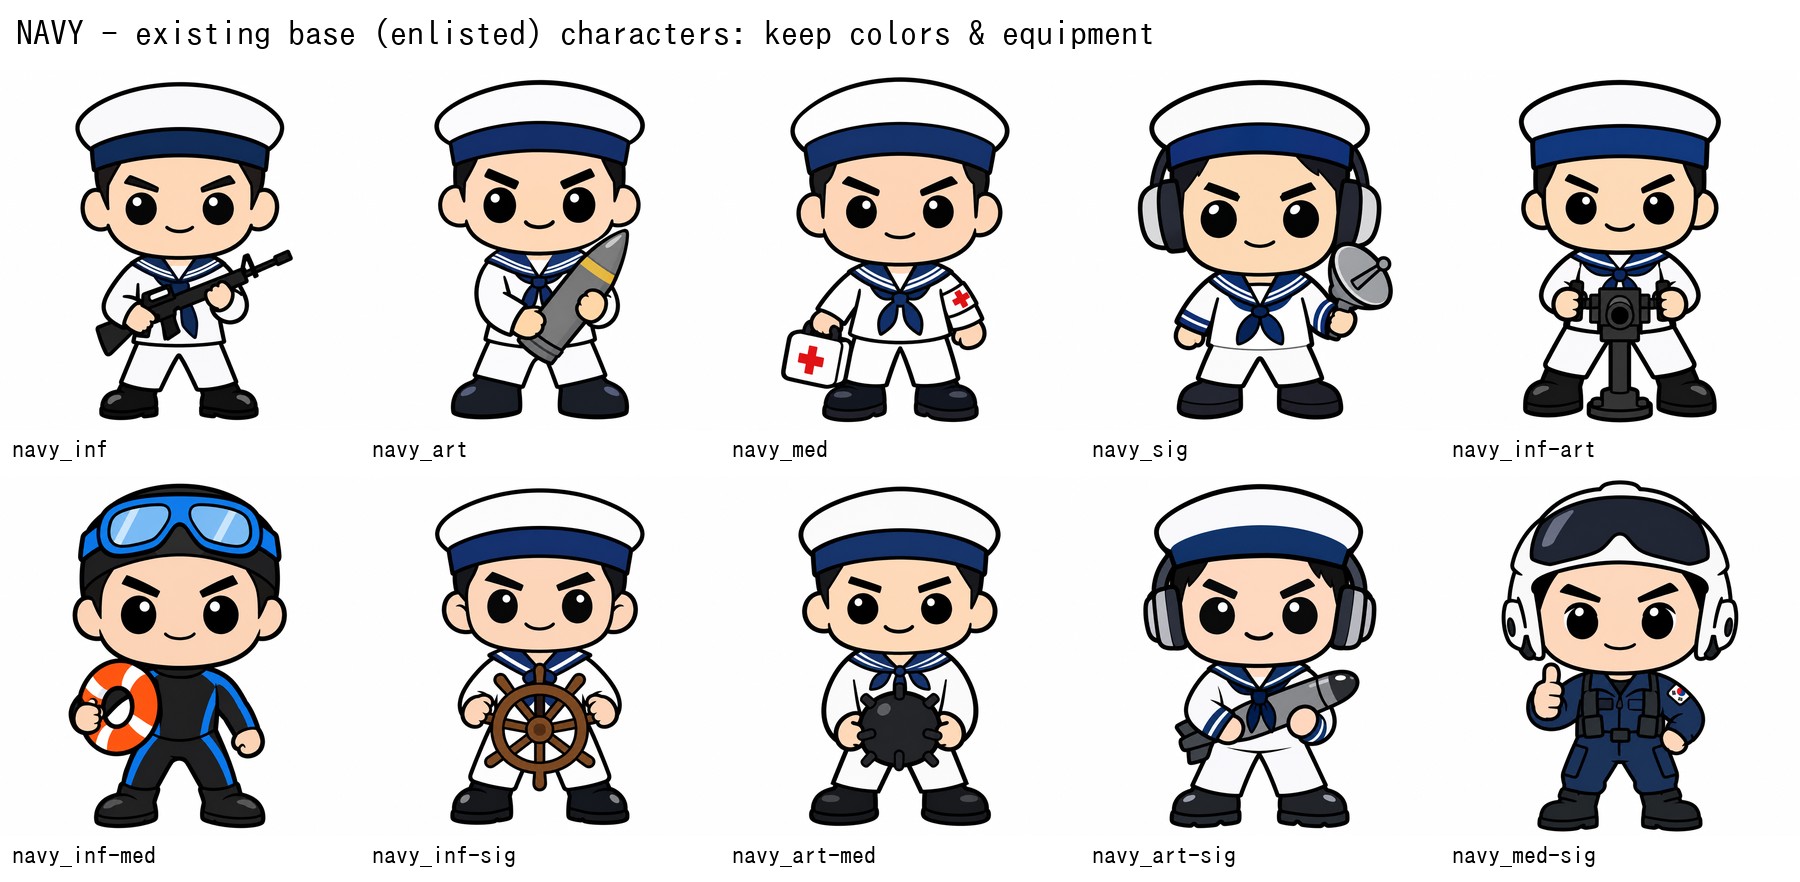 NAVY - existing base (enlisted) characters: keep colors & equipment
navy_inf
navy_art
navy_med
navy_sig
navy_inf-art
navy_inf-med
navy_inf-sig
navy_art-med
navy_art-sig
navy_med-sig